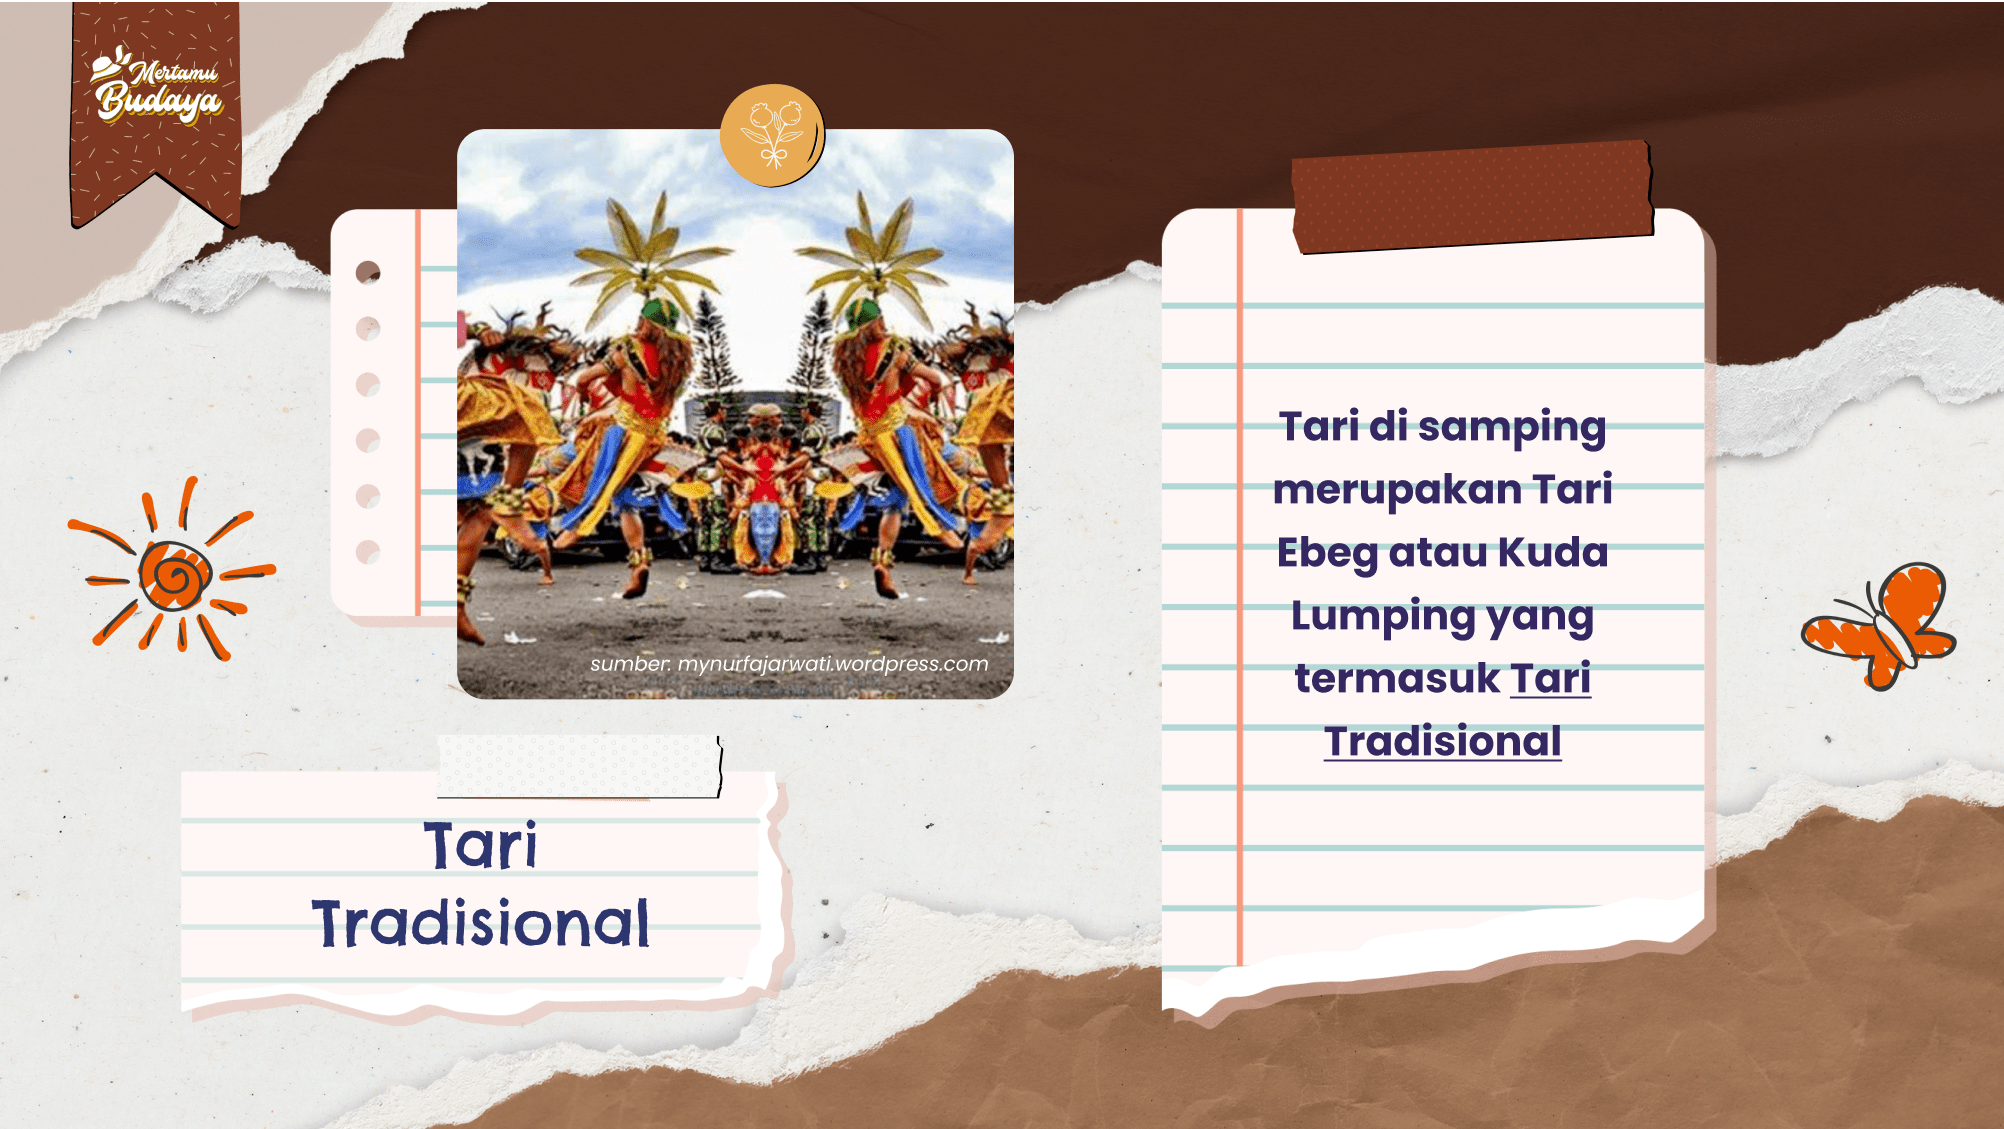 Mertamu
Budaya
sumber: mynurfajarwati.wordpress.com
Tari
Tradisional
Tari di samping
merupakan Tari
Ebeg atau Kuda
Lumping yang
termasuk Tari
Tradisional